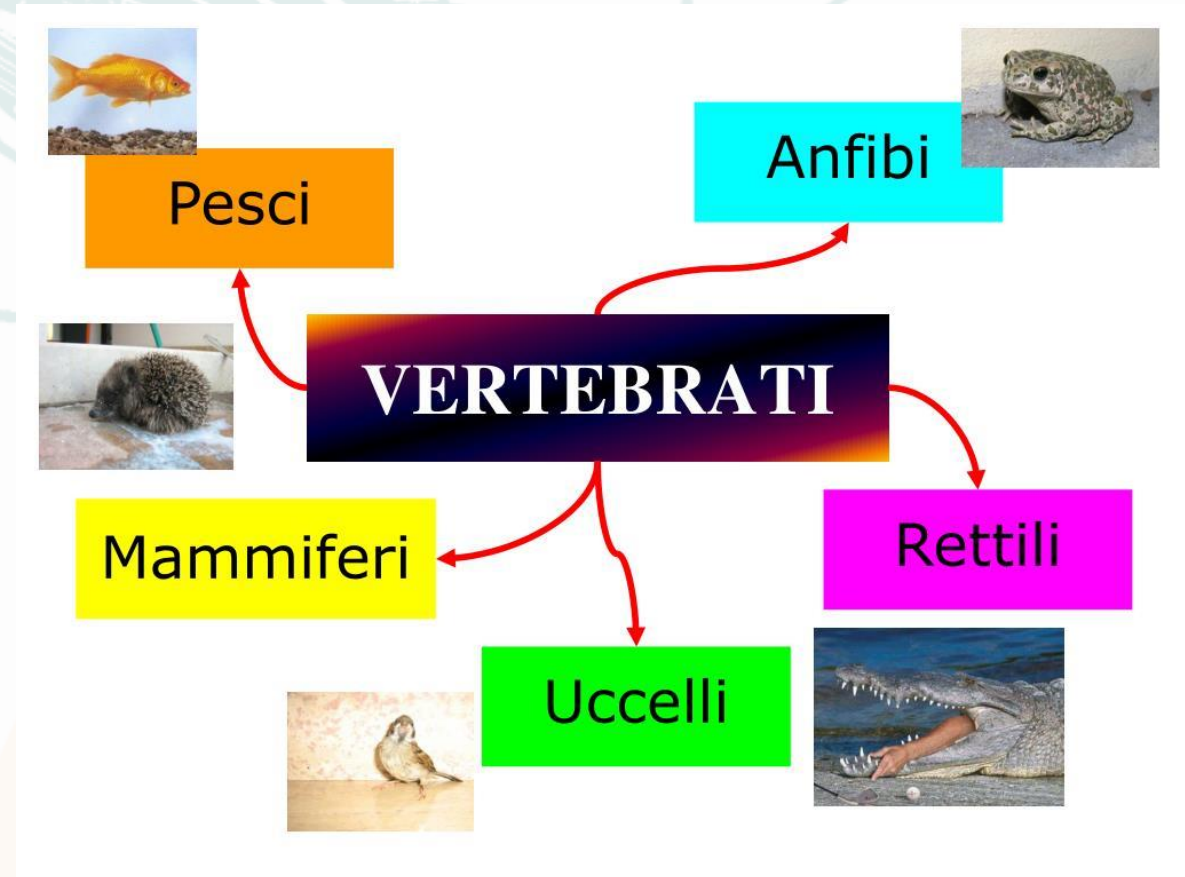 Anfibi
Pesci
VERTEBRATI
Mammiferi
Rettili
Uccelli